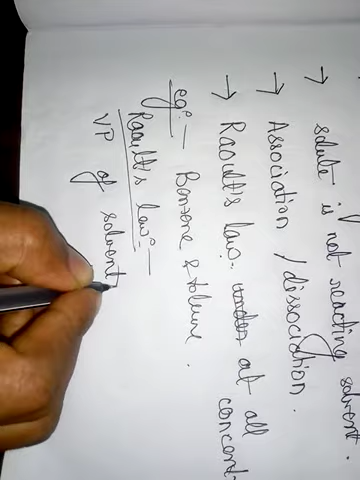 → solute is not reacting solvent.
→ Association / dissociation.
→ Raoult's law. at all
concent
eg:- Benzene & toluene.
Raoult's law:-
VP of solvent